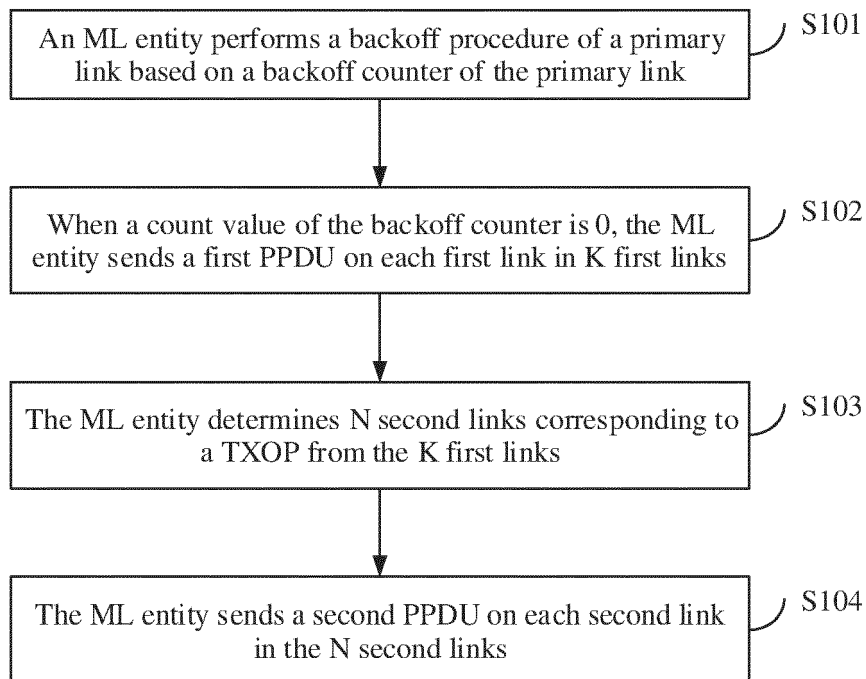 An ML entity performs a backoff procedure of a primary
link based on a backoff counter of the primary link
S101
When a count value of the backoff counter is 0, the ML
entity sends a first PPDU on each first link in K first links
S102
The ML entity determines N second links corresponding to
a TXOP from the K first links
S103
The ML entity sends a second PPDU on each second link
in the N second links
S104